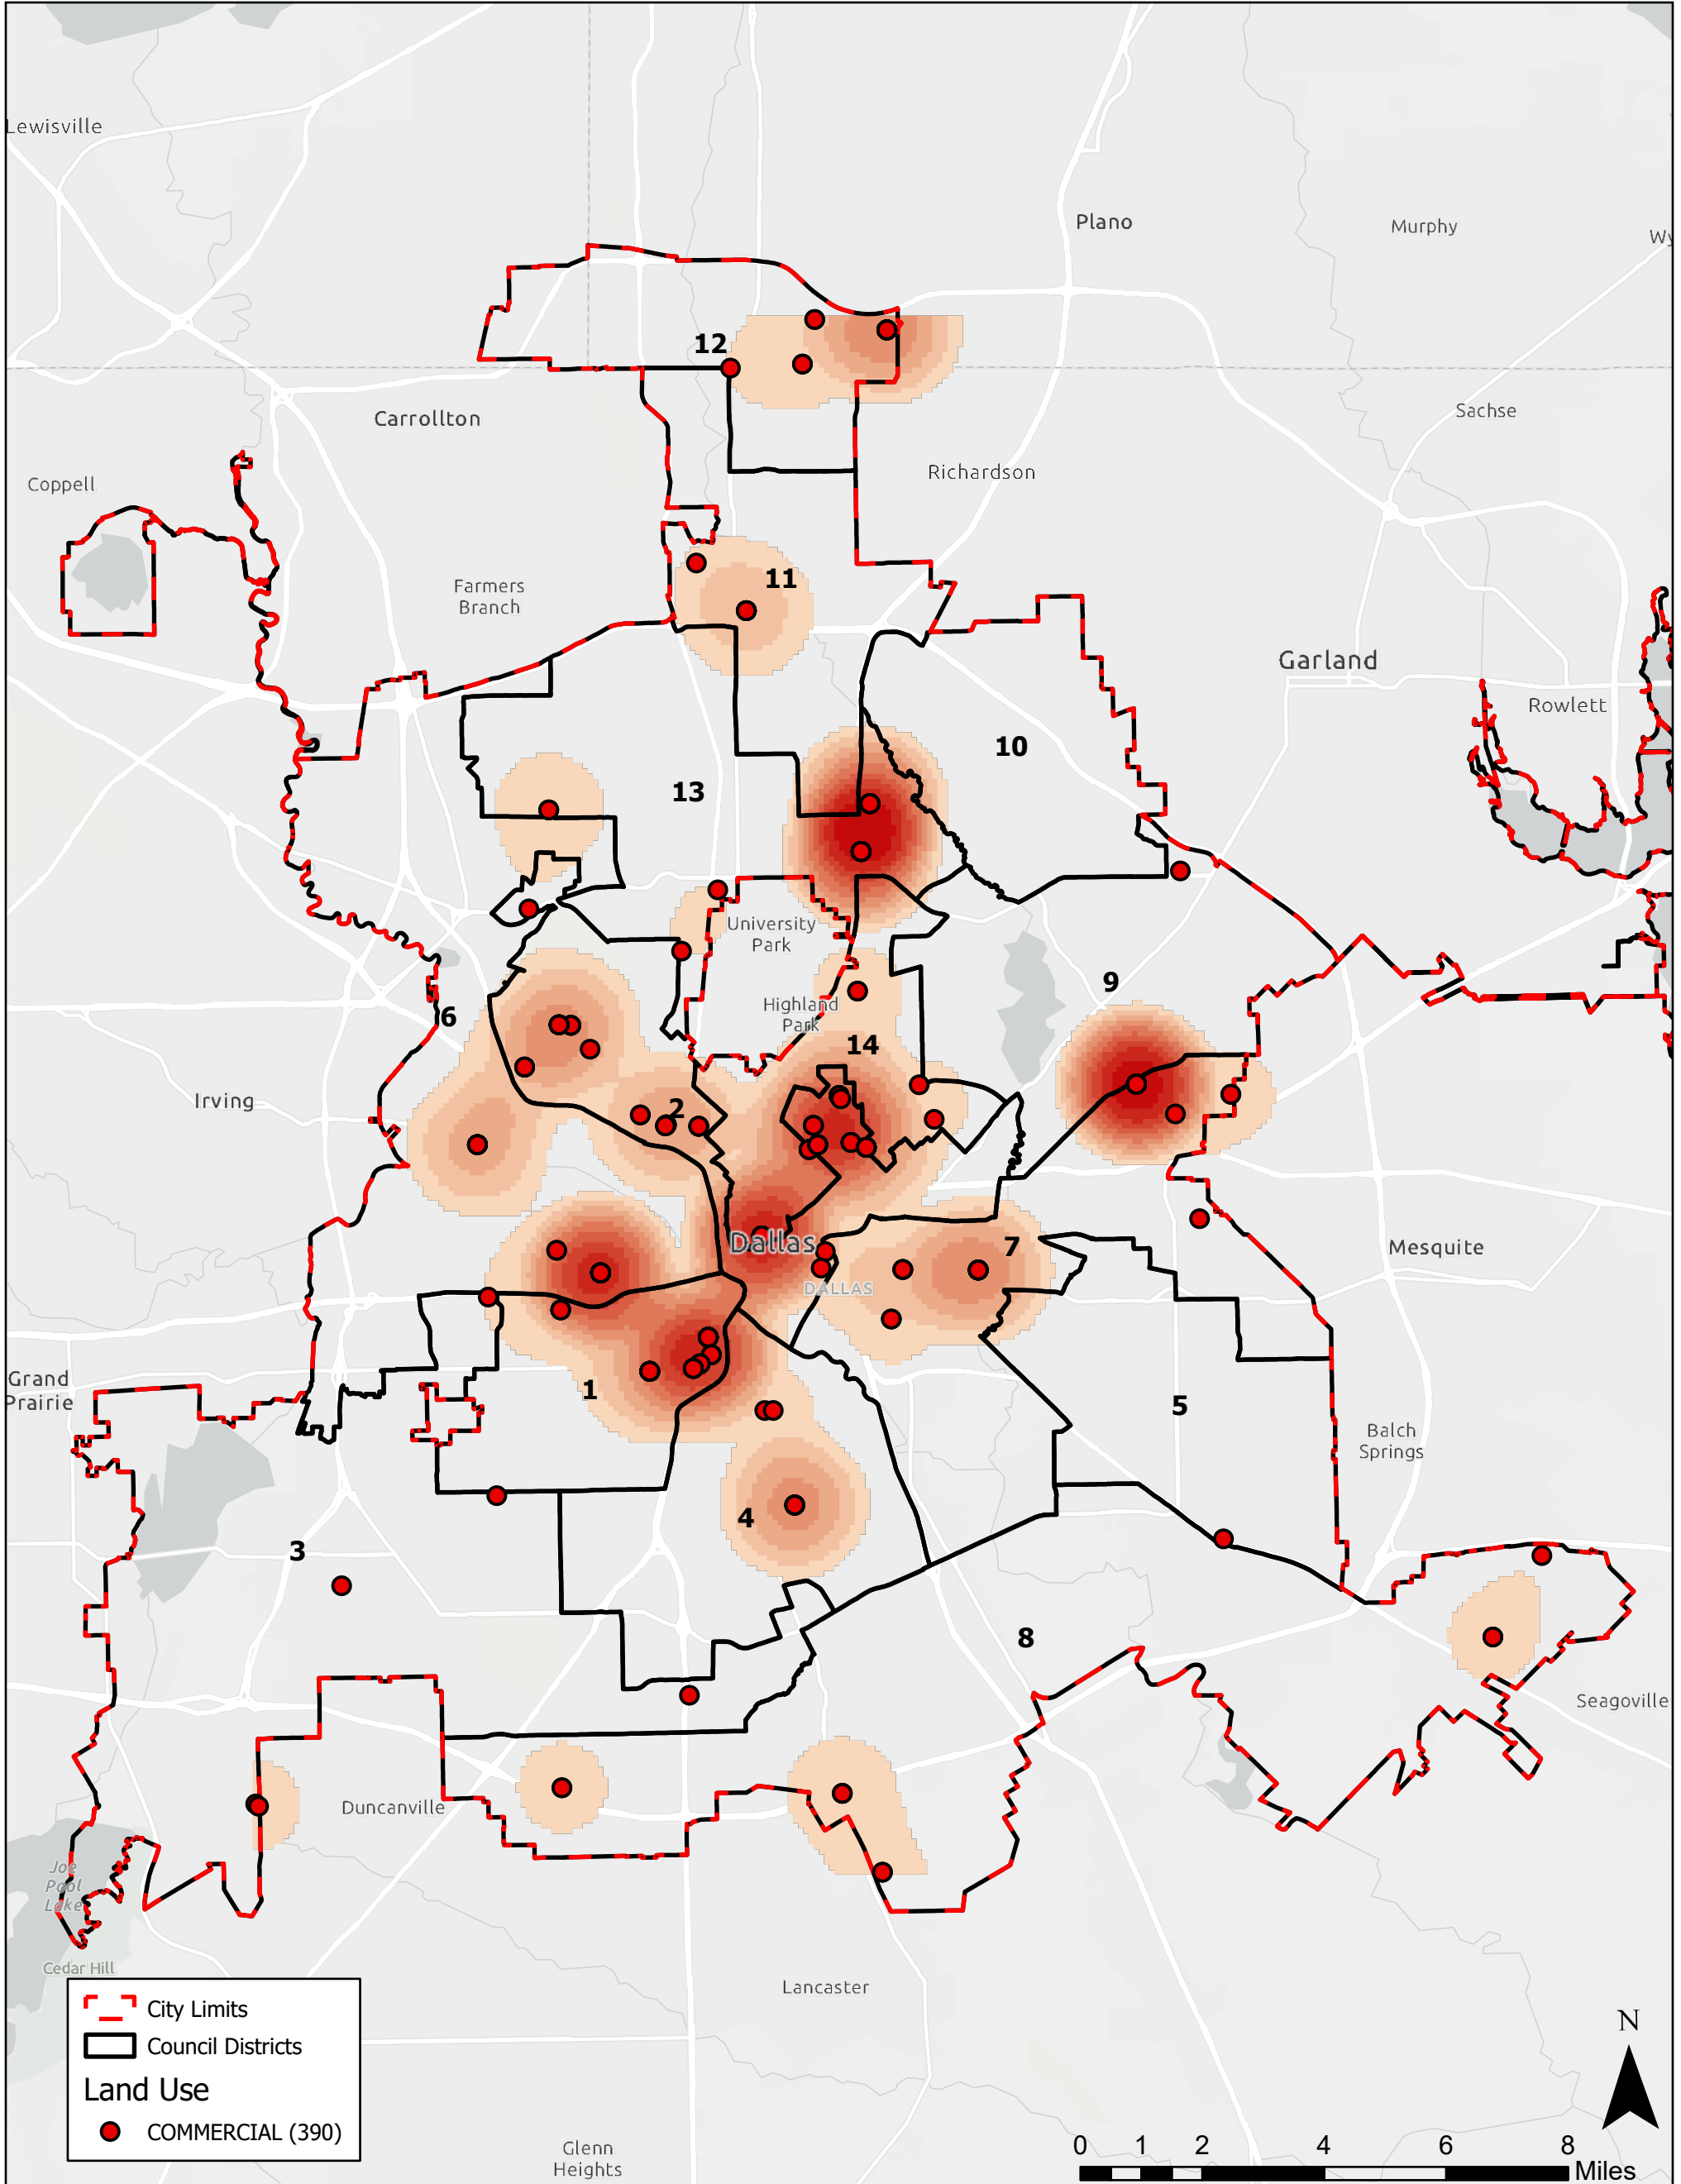 Lewisville
Plano
Murphy
Wy
12
Carrollton
Sachse
Richardson
Coppell
11
Farmers
Branch
Garland
Rowlett
10
13
University
Park
9
Highland
Park
6
14
Irving
2
Dallas
7
Mesquite
DALLAS
Grand
Prairie
1
5
Balch
Springs
4
3
8
Seagoville
Duncanville
Joe
Pool
Lake
Cedar Hill
Lancaster
City Limits
Council Districts
Land Use
COMMERCIAL (390)
Glenn
Heights
N
0 1 2 4 6 8
Miles